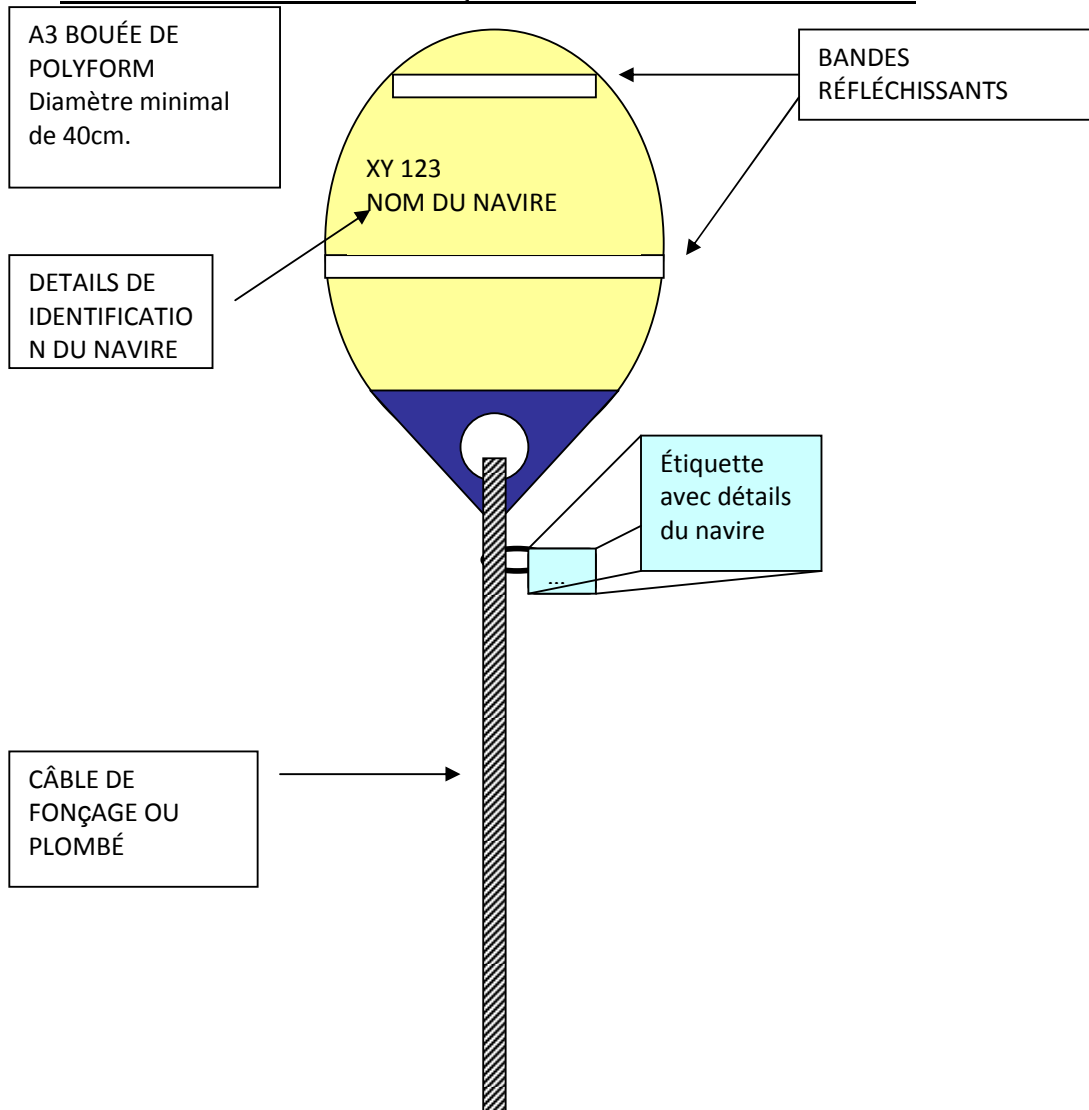 A3 BOUÉE DE
POLYFORM
Diamètre minimal
de 40cm.
BANDES
RÉFLÉCHISSANTS
XY 123
NOM DU NAVIRE
DETAILS DE
IDENTIFICATIO
N DU NAVIRE
Étiquette
avec détails
du navire
...
CÂBLE DE
FONÇAGE OU
PLOMBÉ